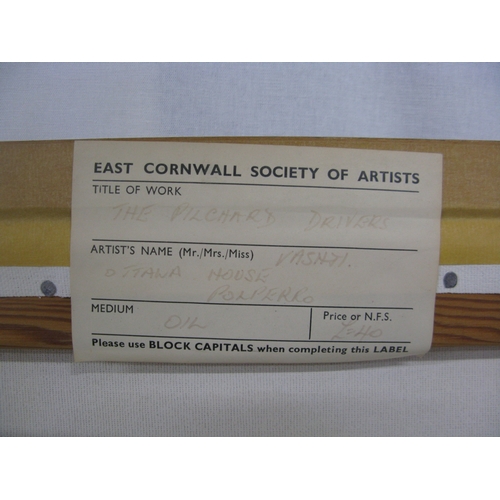 EAST CORNWALL SOCIETY OF ARTISTS
TITLE OF WORK
THE PILCHARD DRIVERS
ARTIST'S NAME (Mr./Mrs./Miss) VASHTI.
HOUSE
POLPERRO
MEDIUM
Price or N.F.S.
OIL
Please use BLOCK CAPITALS when completing this LABEL